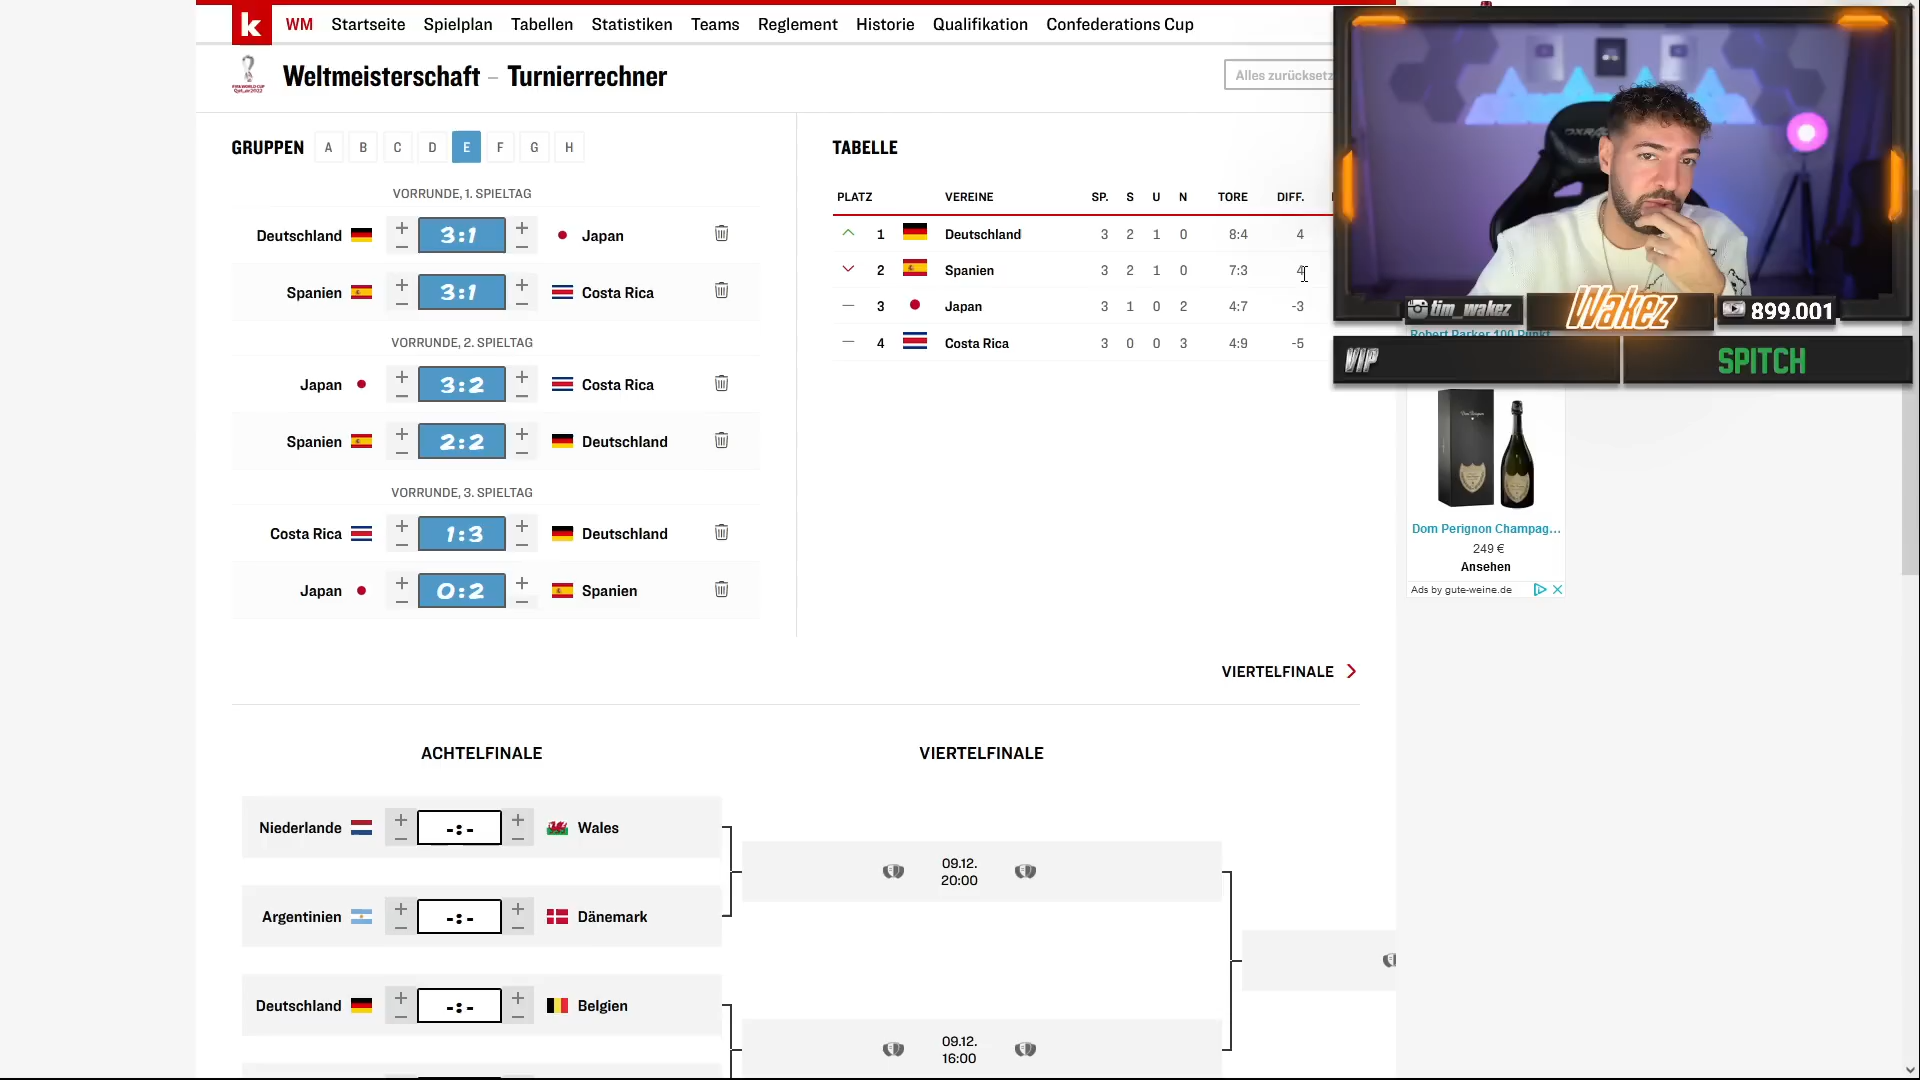 k WM Startseite Spielplan Tabellen Statistiken Teams Reglement Historie Qualifikation Confederations Cup
Weltmeisterschaft – Turnierrechner
Alles zurücksetz
GRUPPEN A B C D E F G H
VORRUNDE, 1. SPIELTAG
Deutschland + − 3:1 + − Japan
Spanien + − 3:1 + − Costa Rica
VORRUNDE, 2. SPIELTAG
Japan + − 3:2 + − Costa Rica
Spanien + − 2:2 + − Deutschland
VORRUNDE, 3. SPIELTAG
Costa Rica + − 1:3 + − Deutschland
Japan + − 0:2 + − Spanien
TABELLE
PLATZ VEREINE SP. S U N TORE DIFF.
1 Deutschland 3 2 1 0 8:4 4
2 Spanien 3 2 1 0 7:3 4
3 Japan 3 1 0 2 4:7 -3
4 Costa Rica 3 0 0 3 4:9 -5
VIERTELFINALE
ACHTELFINALE
Niederlande + − -:- + − Wales
Argentinien + − -:- + − Dänemark
Deutschland + − -:- + − Belgien
VIERTELFINALE
09.12.
20:00
09.12.
16:00
tim_wakez Wakez 899.001
Robert Parker 100 Punkt
VIP SPITCH
Dom Perignon Champag...
249 €
Ansehen
Ads by gute-weine.de